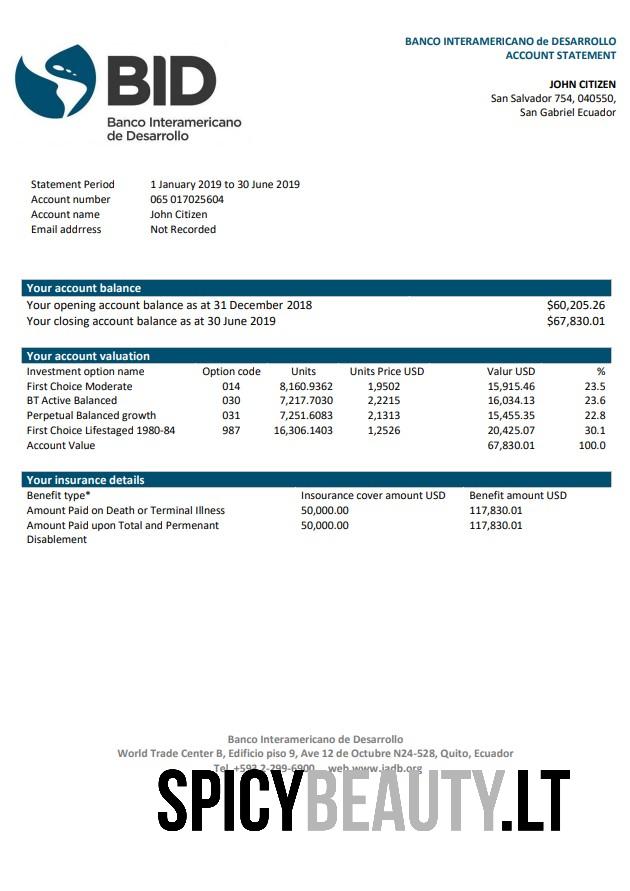 BID
Banco Interamericano
de Desarrollo
BANCO INTERAMERICANO de DESARROLLO
ACCOUNT STATEMENT
JOHN CITIZEN
San Salvador 754, 040550,
San Gabriel Ecuador
Statement Period 1 January 2019 to 30 June 2019
Account number 065 017025604
Account name John Citizen
Email adrress Not Recorded
Your account balance
Your opening account balance as at 31 December 2018 $60,205.26
Your closing account balance as at 30 June 2019 $67,830.01
Your account valuation
Investment option name Option code Units Units Price USD Valur USD %
First Choice Moderate 014 8,160.9362 1,9502 15,915.46 23.5
BT Active Balanced 030 7,217.7030 2,2215 16,034.13 23.6
Perpetual Balanced growth 031 7,251.6083 2,1313 15,455.35 22.8
First Choice Lifestaged 1980-84 987 16,306.1403 1,2526 20,425.07 30.1
Account Value 67,830.01 100.0
Your insurance details
Benefit type* Insourance cover amount USD Benefit amount USD
Amount Paid on Death or Terminal Illness 50,000.00 117,830.01
Amount Paid upon Total and Permenant 50,000.00 117,830.01
Disablement
Banco Interamericano de Desarrollo
World Trade Center B, Edificio piso 9, Ave 12 de Octubre N24-528, Quito, Ecuador
Tel +593 2-299-6900 web www.iadb.org
SPICYBEAUTY.LT